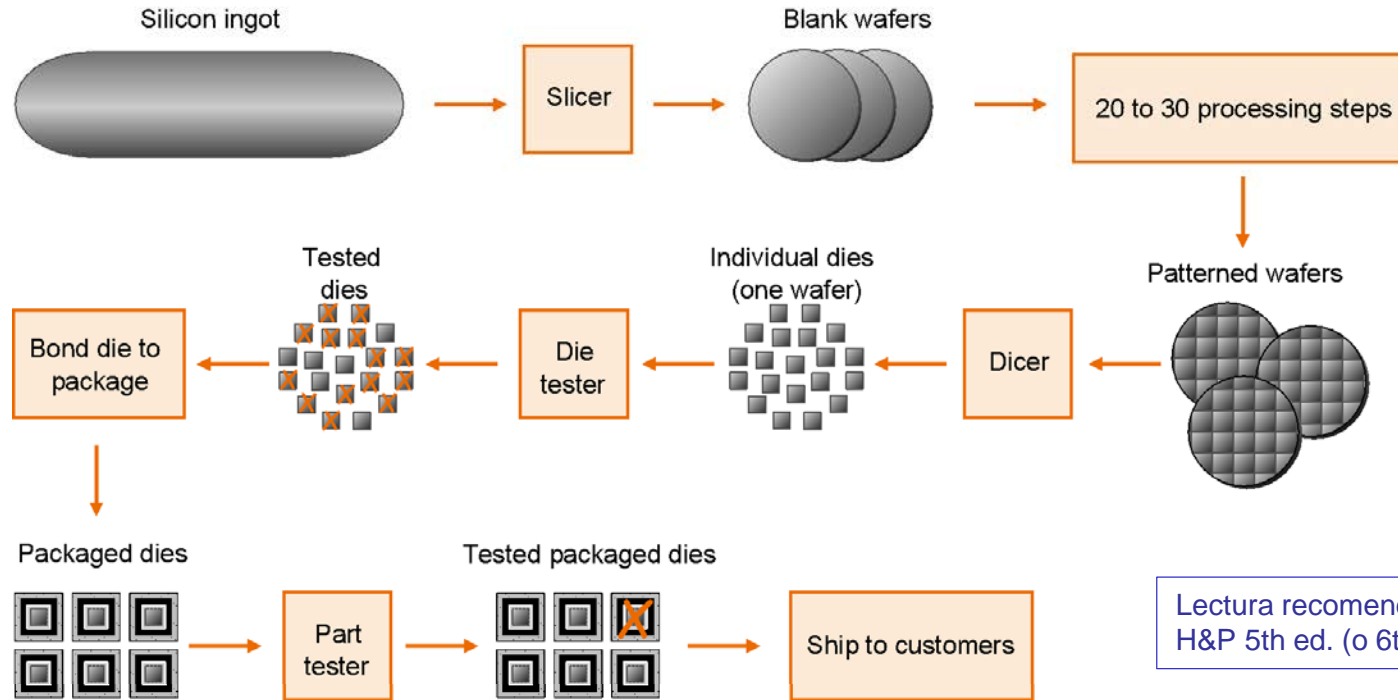 Silicon ingot
Slicer
Blank wafers
20 to 30 processing steps
Patterned wafers
Dicer
Individual dies
(one wafer)
Die
tester
Tested
dies
Bond die to
package
Packaged dies
Part
tester
Tested packaged dies
Ship to customers
Lectura
H&P 5th ed. (o